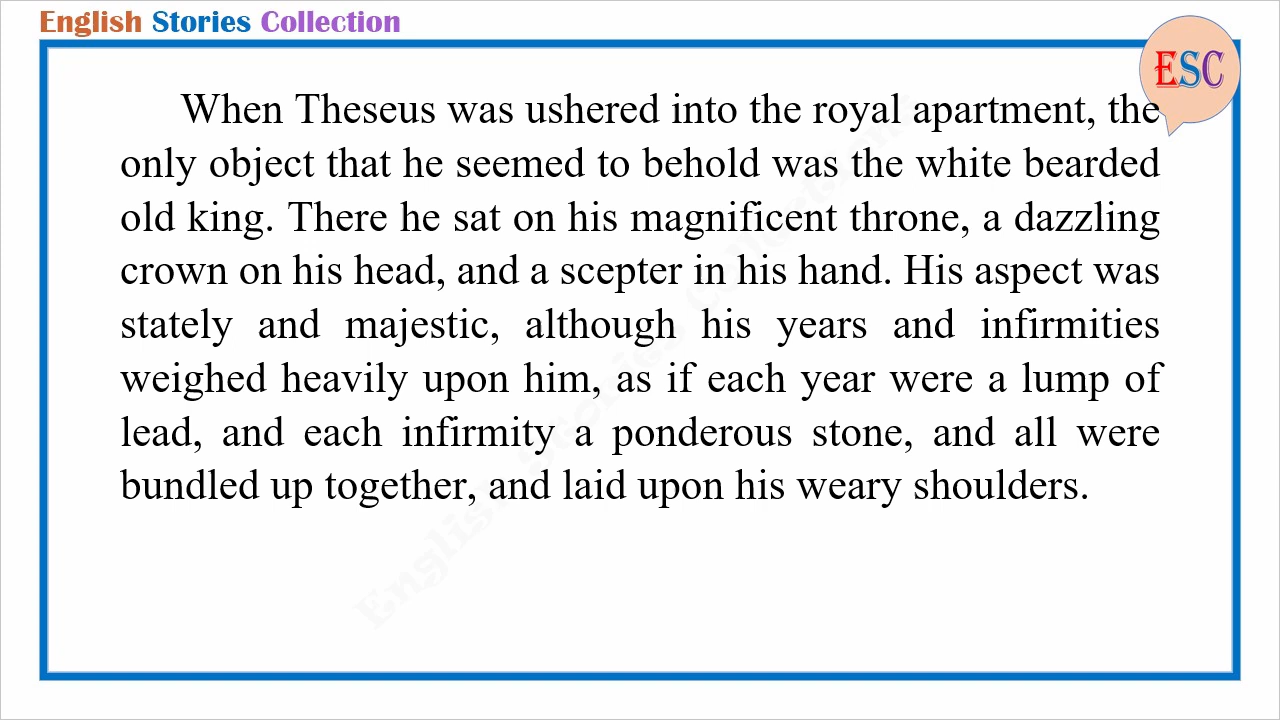 English Stories Collection
ESC
When Theseus was ushered into the royal apartment, the
only object that he seemed to behold was the white bearded
old king. There he sat on his magnificent throne, a dazzling
crown on his head, and a scepter in his hand. His aspect was
stately and majestic, although his years and infirmities
weighed heavily upon him, as if each year were a lump of
lead, and each infirmity a ponderous stone, and all were
bundled up together, and laid upon his weary shoulders.
English Stories Collection